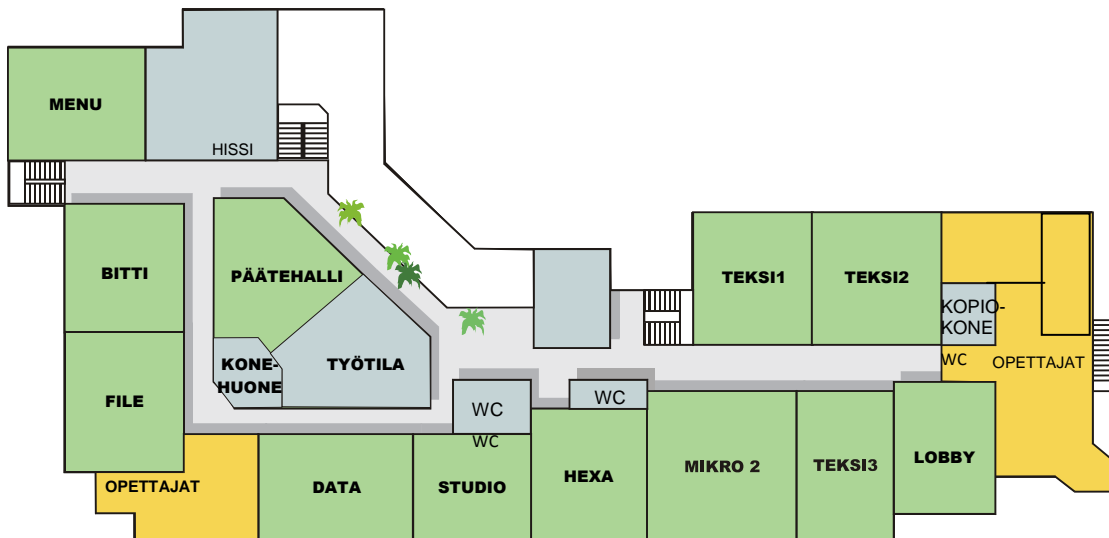 MENU
HISSI
BITTI
PÄÄTEHALLI
TEKSI1
TEKSI2
KOPIO-
KONE
WC
OPETTAJAT
KONE-
HUONE
TYÖTILA
FILE
WC
WC
WC
OPETTAJAT
DATA
STUDIO
HEXA
MIKRO 2
TEKSI3
LOBBY